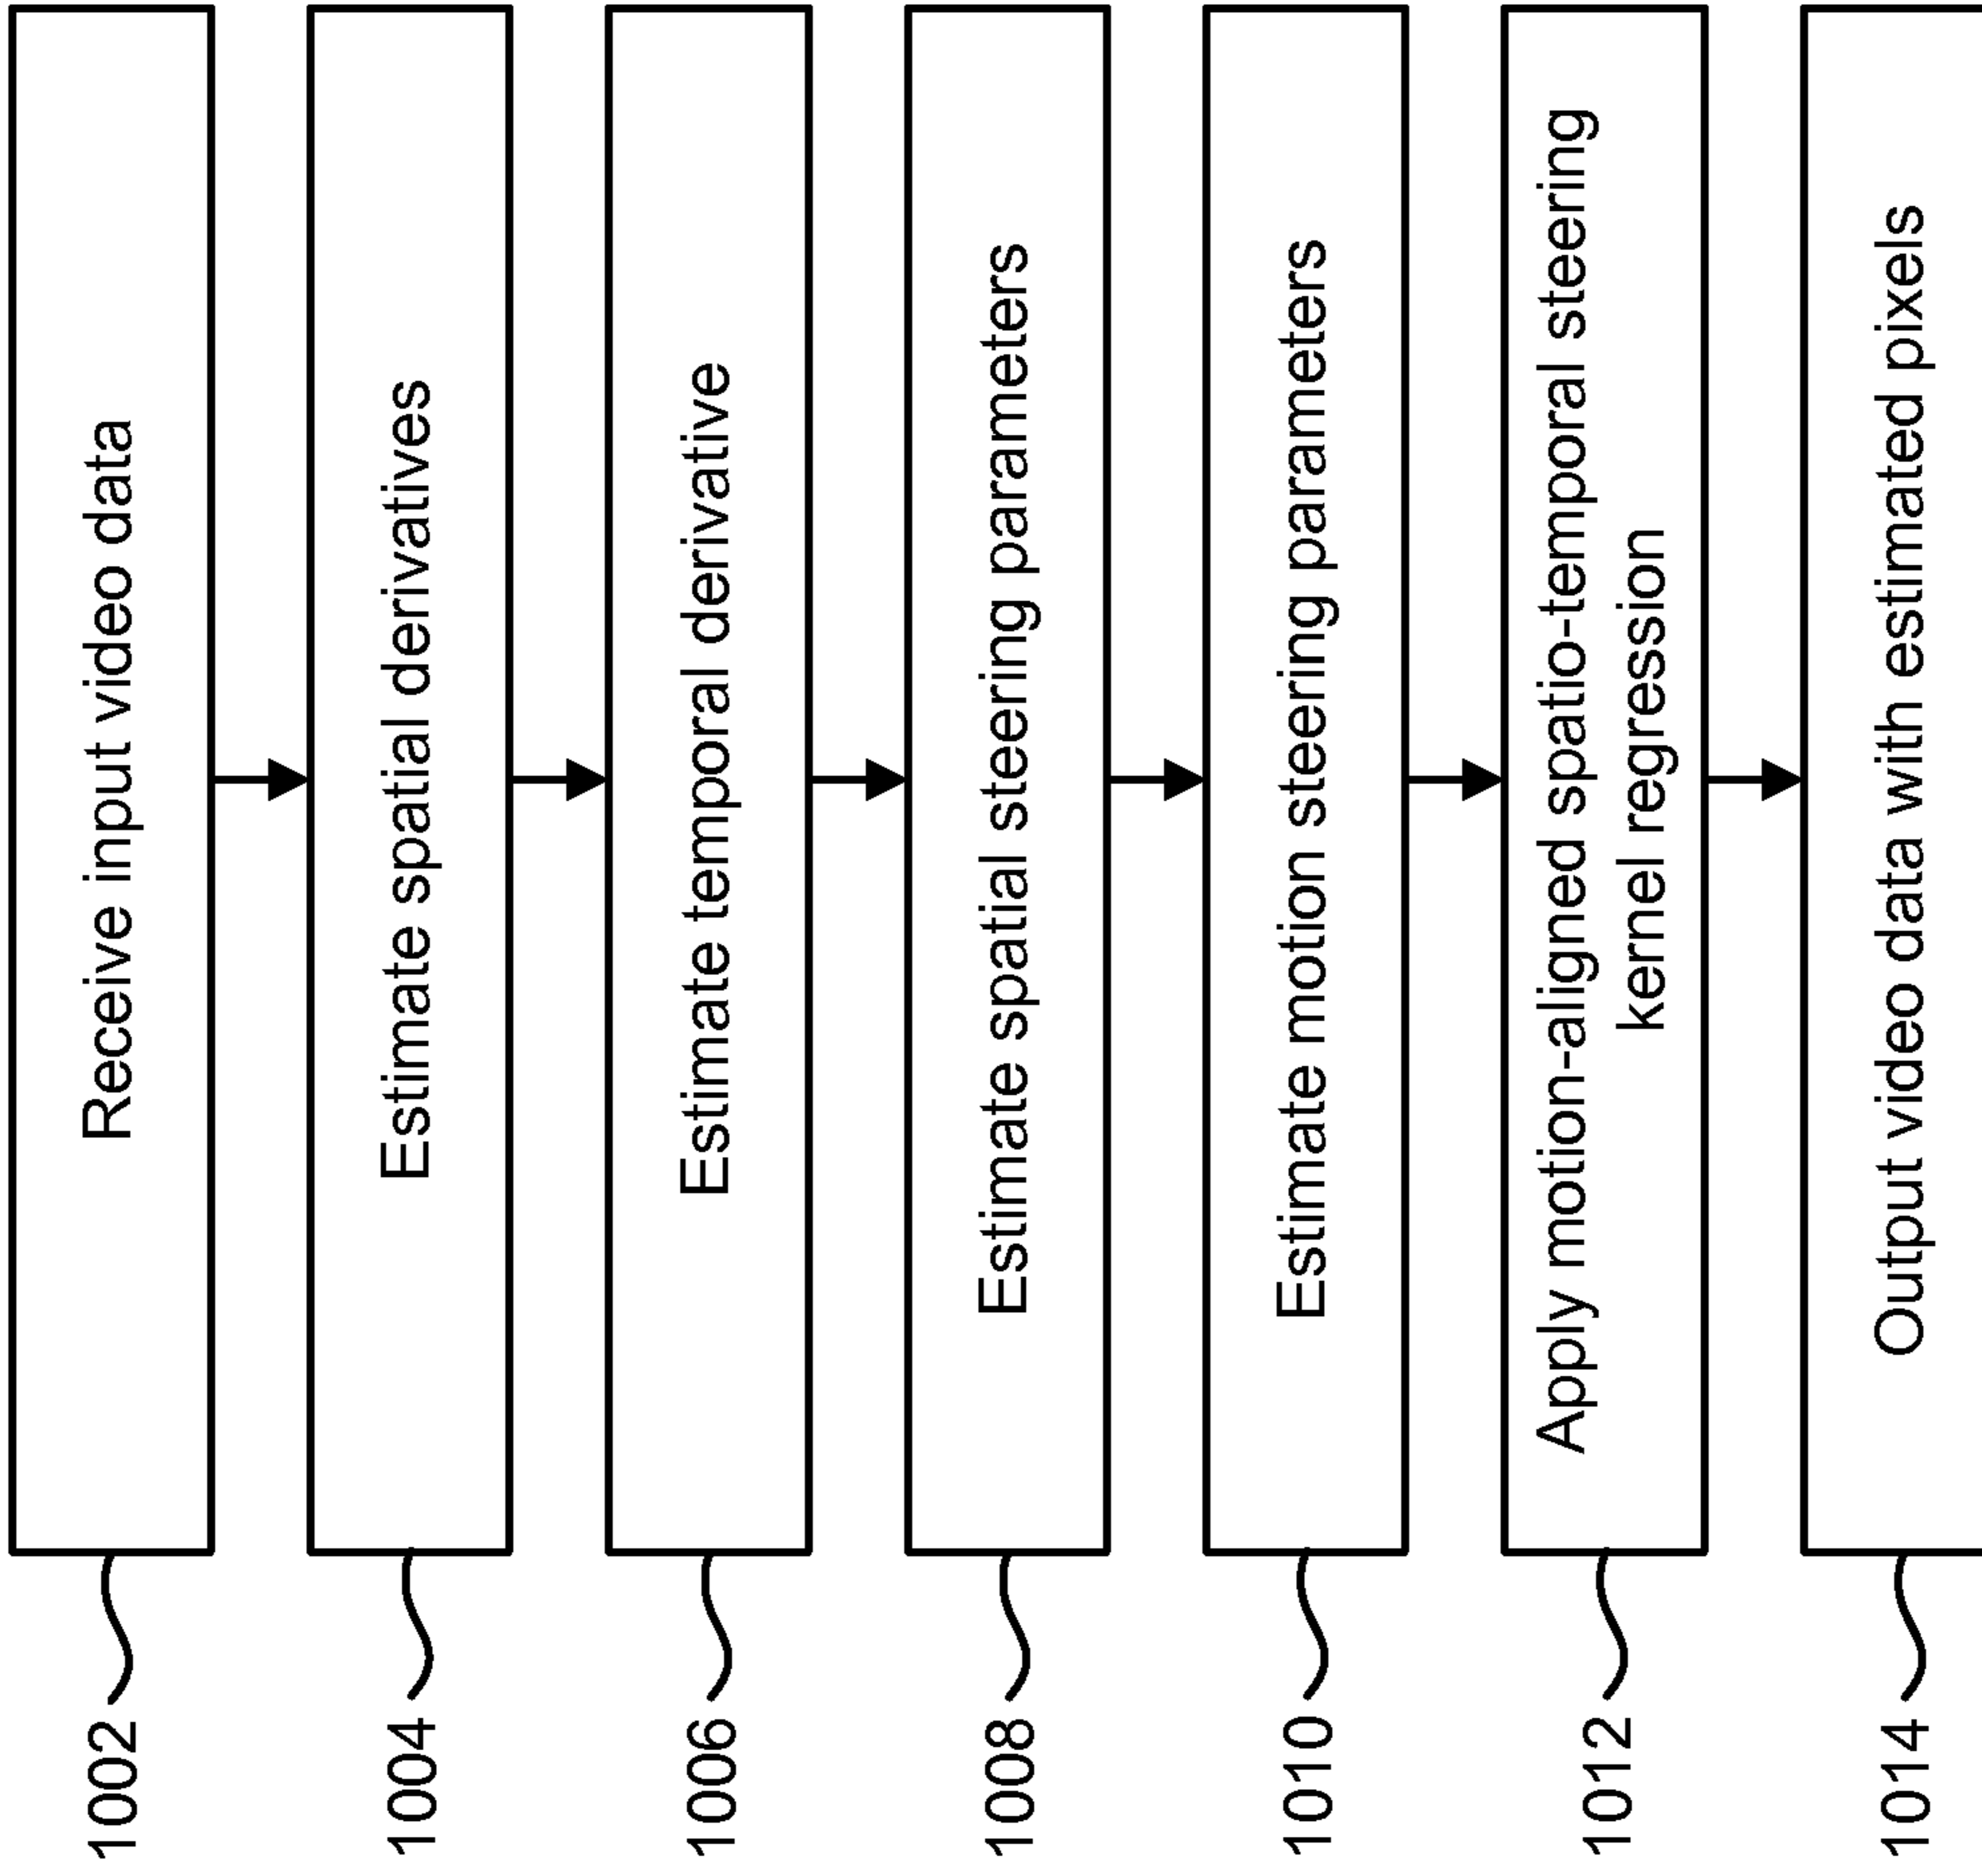 1002
Receive input video data
1004
Estimate spatial derivatives
1006
Estimate temporal derivative
1008
Estimate spatial steering parameters
1010
Estimate motion steering parameters
1012
Apply motion-aligned spatio-temporal steering
kernel regression
1014
Output video data with estimated pixels